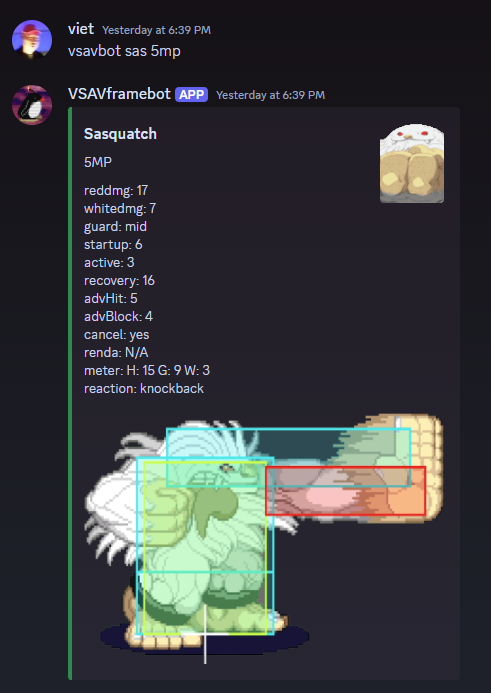 viet Yesterday at 6:39 PM
vsavbot sas 5mp
VSAVframebot APP Yesterday at 6:39 PM
Sasquatch
5MP
reddmg: 17
whitedmg: 7
guard: mid
startup: 6
active: 3
recovery: 16
advHit: 5
advBlock: 4
cancel: yes
renda: N/A
meter: H: 15 G: 9 W: 3
reaction: knockback